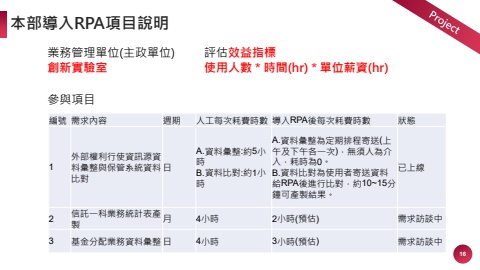 本部導入RPA項目說明
Project
業務管理單位(主政單位)
創新實驗室
評估效益指標
使用人數 * 時間(hr) * 單位薪資(hr)
參與項目
編號 需求內容 週期 人工每次耗費時數 導入RPA後每次耗費時數 狀態
1
外部權利行使資訊源資
料彙整與保管系統資料
比對
日
A.資料彙整:約5小
時
B.資料比對:約1小
時
A.資料彙整為定期排程寄送(上
午及下午各一次)，無須人為介
入，耗時為0。
B.資料比對為使用者寄送資料
給RPA後進行比對，約10~15分
鐘可產製結果。
已上線
2
信託一科業務統計表產
製
月
4小時
2小時(預估)
需求訪談中
3 基金分配業務資料彙整 日 4小時 3小時(預估) 需求訪談中
16